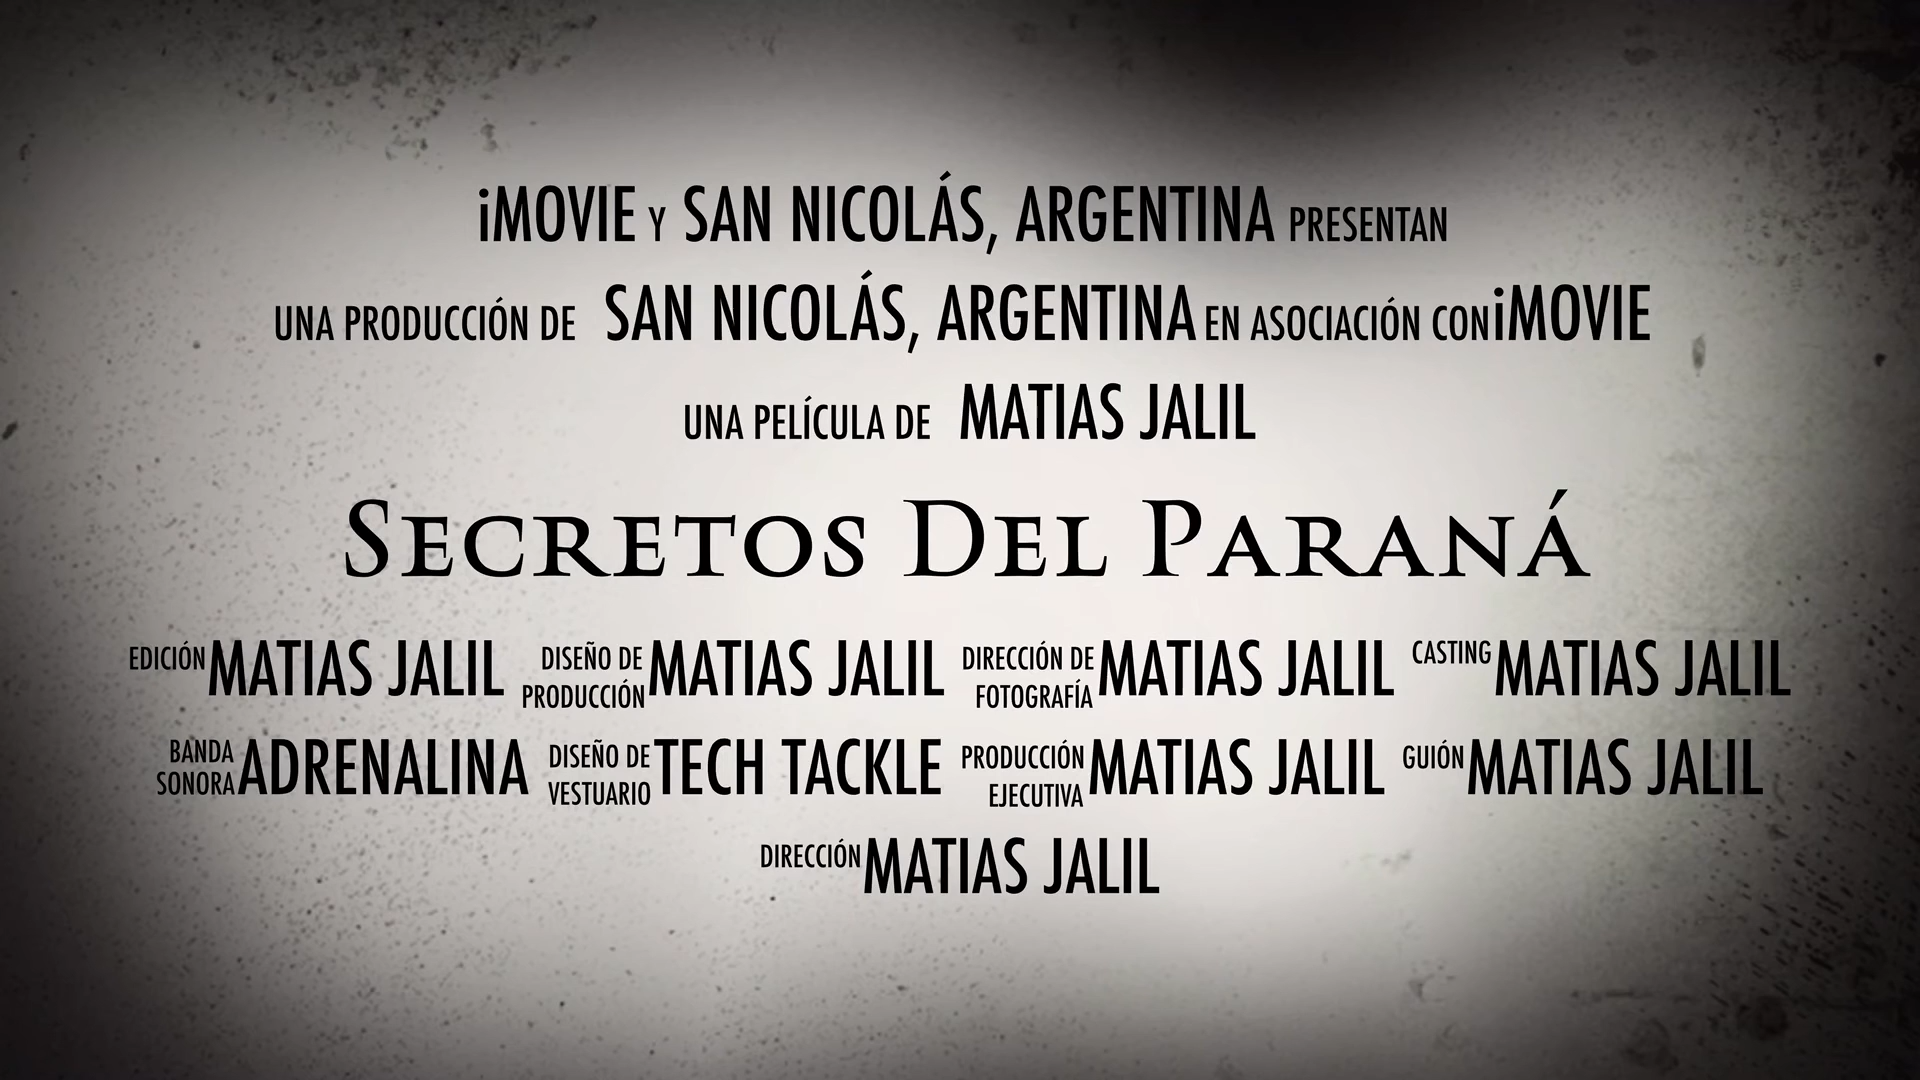 iMOVIE Y SAN NICOLÁS, ARGENTINA PRESENTAN
UNA PRODUCCIÓN DE SAN NICOLÁS, ARGENTINA EN ASOCIACIÓN CON iMOVIE
UNA PELÍCULA DE MATIAS JALIL
SECRETOS DEL PARANÁ
EDICIÓN MATIAS JALIL DISEÑO DE PRODUCCIÓN MATIAS JALIL DIRECCIÓN DE FOTOGRAFÍA MATIAS JALIL CASTING MATIAS JALIL
BANDA SONORA ADRENALINA DISEÑO DE VESTUARIO TECH TACKLE PRODUCCIÓN EJECUTIVA MATIAS JALIL GUIÓN MATIAS JALIL
DIRECCIÓN MATIAS JALIL